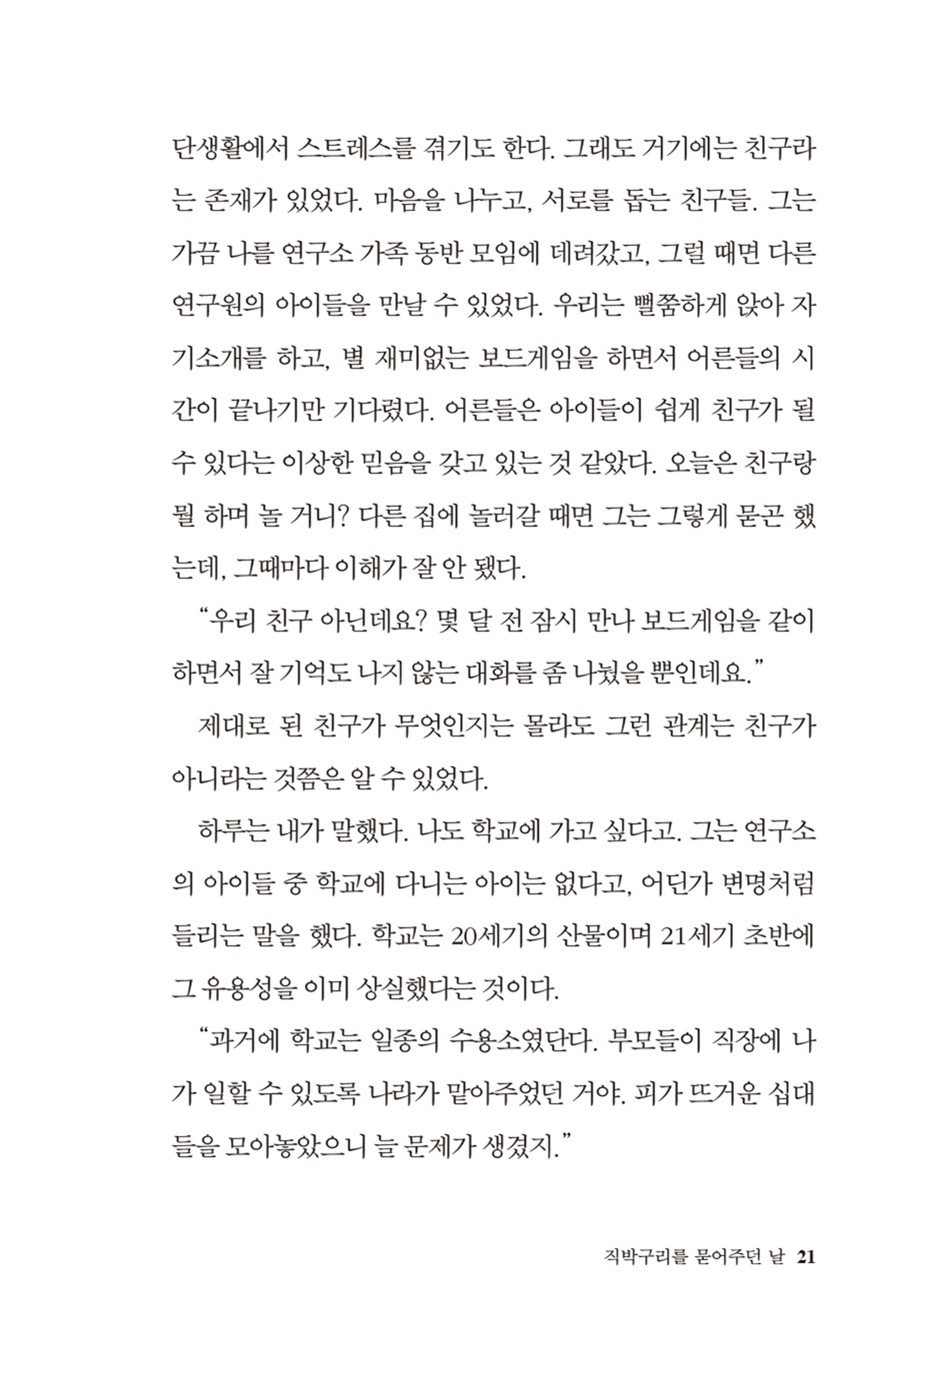 단생활에서 스트레스를 겪기도 한다. 그래도 거기에는 친구라
는 존재가 있었다. 마음을 나누고, 서로를 돕는 친구들. 그는
가끔 나를 연구소 가족 동반 모임에 데려갔고, 그럴 때면 다른
연구원의 아이들을 만날 수 있었다. 우리는 뻘쭘하게 앉아 자
기소개를 하고, 별 재미없는 보드게임을 하면서 어른들의 시
간이 끝나기만 기다렸다. 어른들은 아이들이 쉽게 친구가 될
수 있다는 이상한 믿음을 갖고 있는 것 같았다. 오늘은 친구랑
뭘 하며 놀 거니? 다른 집에 놀러갈 때면 그는 그렇게 묻곤 했
는데, 그때마다 이해가 잘 안 됐다.
“우리 친구 아닌데요? 몇 달 전 잠시 만나 보드게임을 같이
하면서 잘 기억도 나지 않는 대화를 좀 나눴을 뿐인데요.”
제대로 된 친구가 무엇인지는 몰라도 그런 관계는 친구가
아니라는 것쯤은 알 수 있었다.
하루는 내가 말했다. 나도 학교에 가고 싶다고. 그는 연구소
의 아이들 중 학교에 다니는 아이는 없다고, 어딘가 변명처럼
들리는 말을 했다. 학교는 20세기의 산물이며 21세기 초반에
그 유용성을 이미 상실했다는 것이다.
“과거에 학교는 일종의 수용소였단다. 부모들이 직장에 나
가 일할 수 있도록 나라가 맡아주었던 거야. 피가 뜨거운 십대
들을 모아놓았으니 늘 문제가 생겼지.”
직박구리를 묻어주던 날 21